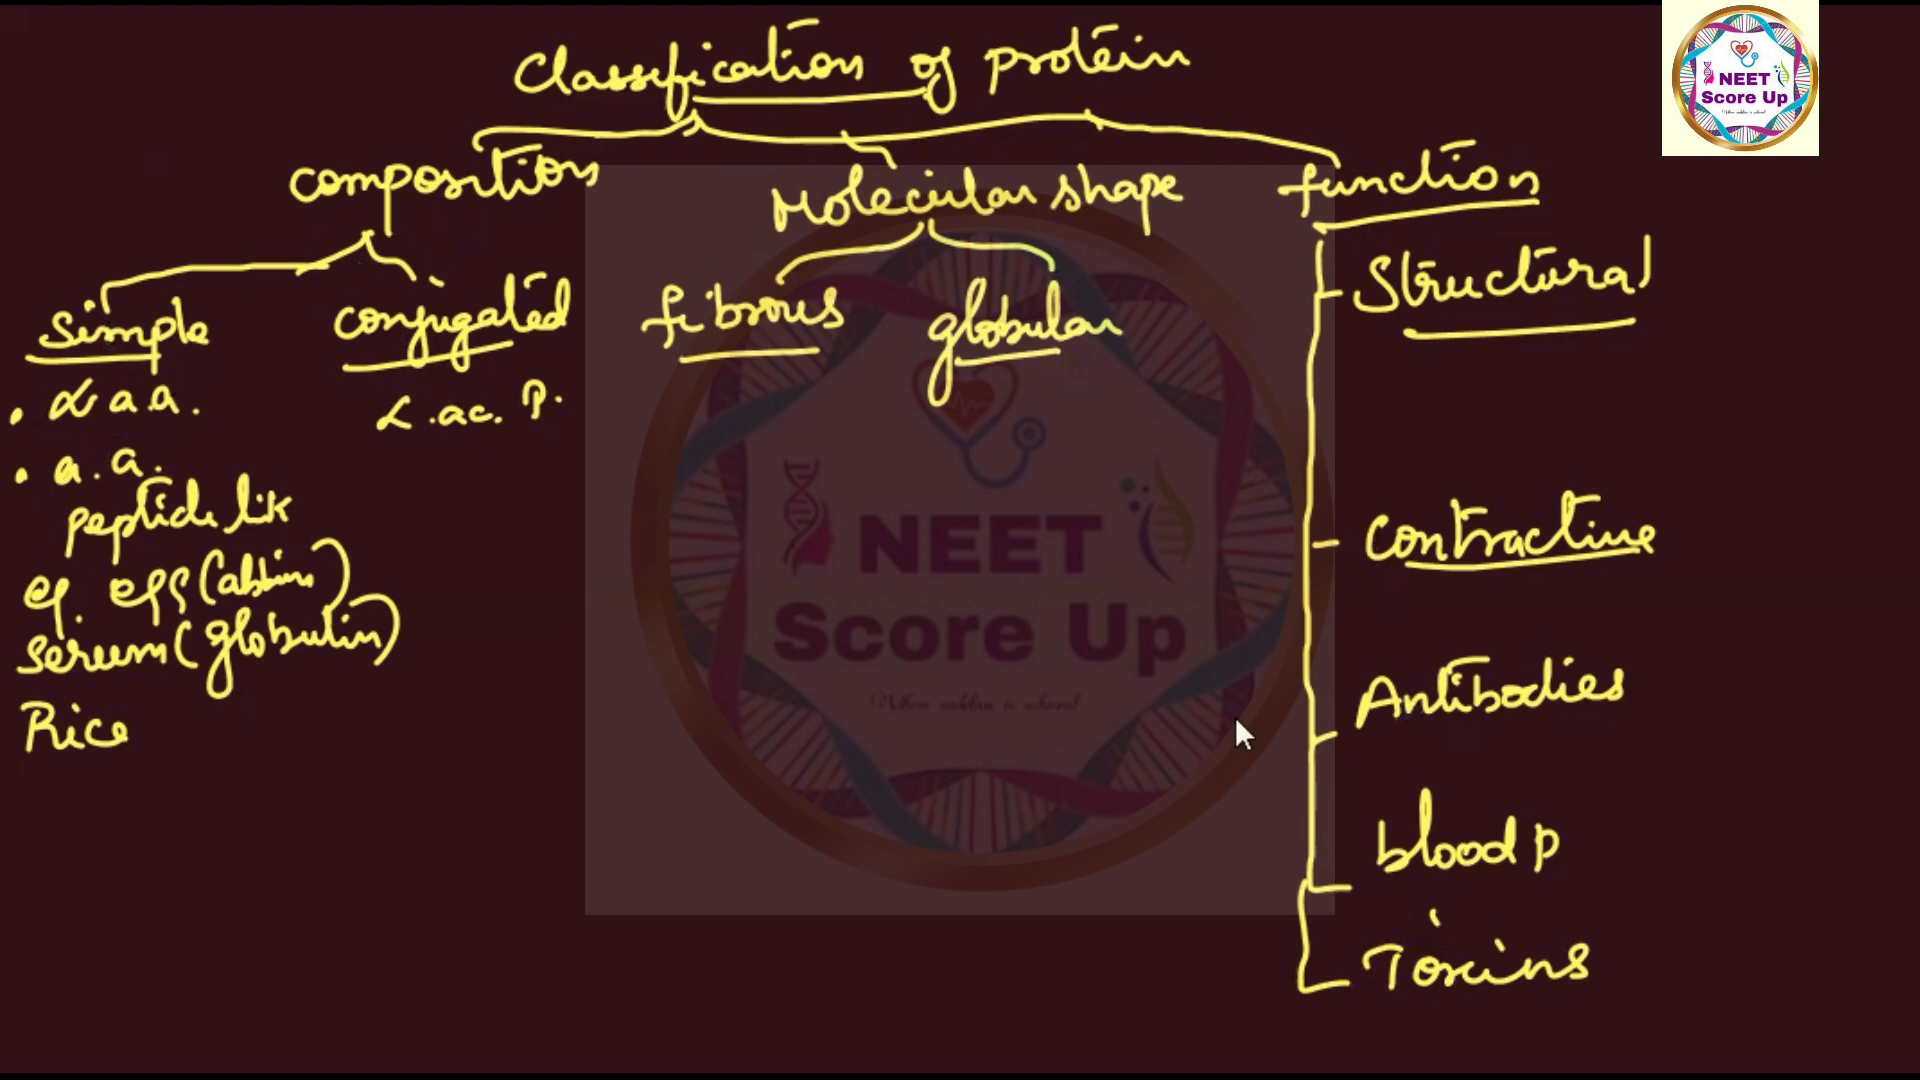 Classification of protein
composition
Molecular shape
function
simple
conjugated
fibrous
globular
Structural
• α a a.
α .ac. P.
• a.a.
peptide lik
eg. egg (
serum (globulin)
Rice
contractive
Antibodies
blood p
Toxins
NEET
Score Up
NEET
Score Up